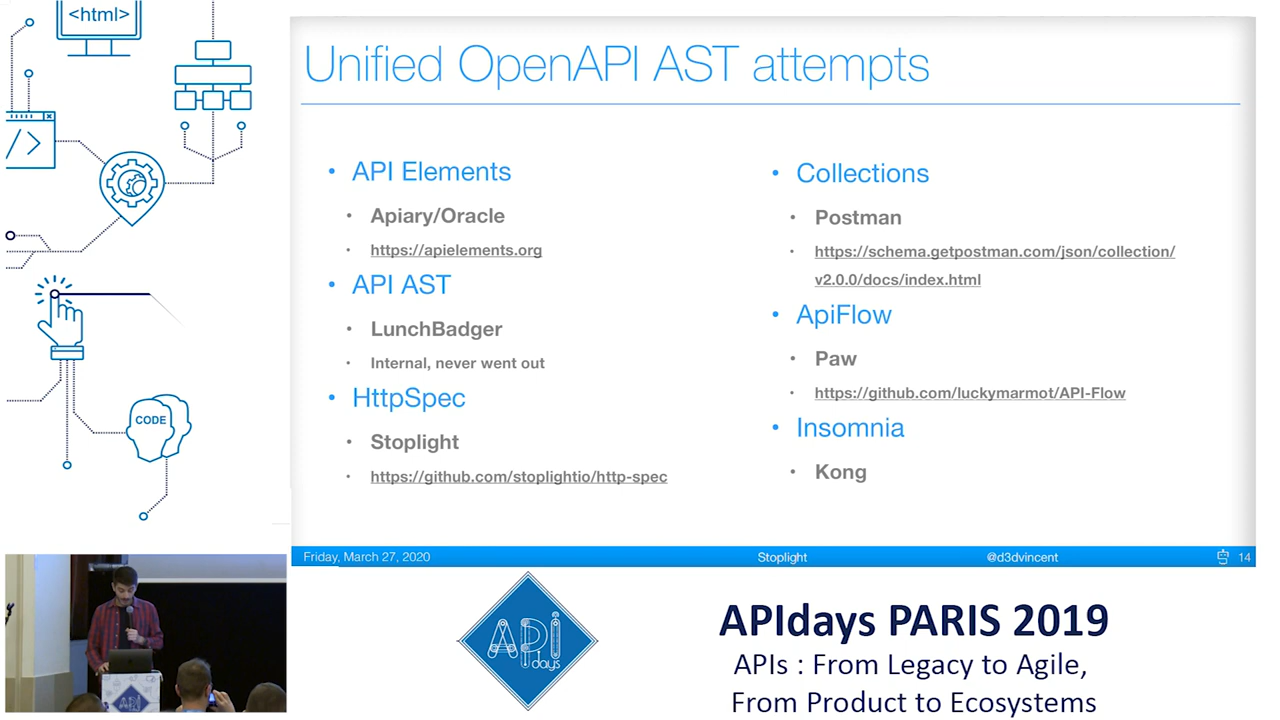 <html>
</>
CODE
Unified OpenAPI AST attempts
• API Elements
• Apiary/Oracle
• https://apielements.org
• API AST
• LunchBadger
• Internal, never went out
• HttpSpec
• Stoplight
• https://github.com/stoplightio/http-spec
• Collections
• Postman
• https://schema.getpostman.com/json/collection/
v2.0.0/docs/index.html
• ApiFlow
• Paw
• https://github.com/luckymarmot/API-Flow
• Insomnia
• Kong
Friday, March 27, 2020 Stoplight @d3dvincent 14
API
days
API
APIdays PARIS 2019
APIs : From Legacy to Agile,
From Product to Ecosystems